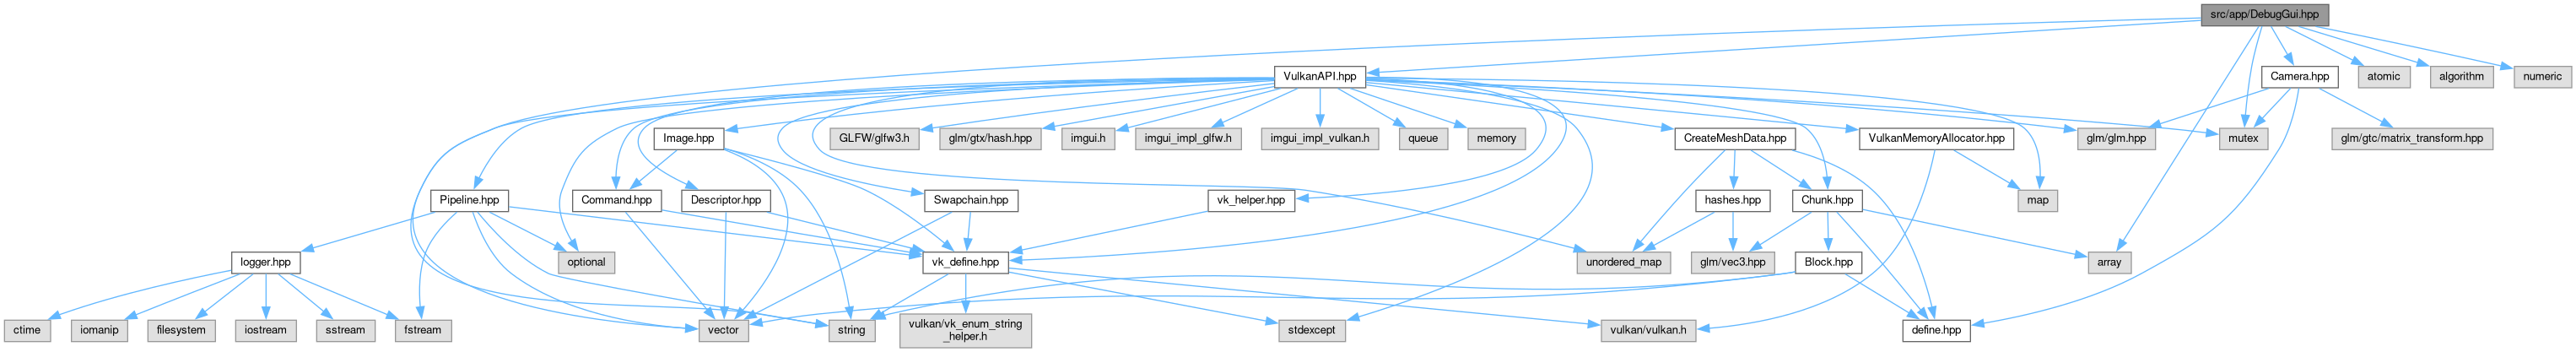 src/app/DebugGui.hpp
VulkanAPI.hpp
Camera.hpp
atomic
algorithm
numeric
Image.hpp
GLFW/glfw3.h
glm/gtx/hash.hpp
imgui.h
imgui_impl_glfw.h
imgui_impl_vulkan.h
queue
memory
CreateMeshData.hpp
VulkanMemoryAllocator.hpp
glm/glm.hpp
mutex
glm/gtc/matrix_transform.hpp
Pipeline.hpp
Command.hpp
Descriptor.hpp
Swapchain.hpp
vk_helper.hpp
hashes.hpp
Chunk.hpp
map
logger.hpp
optional
vk_define.hpp
unordered_map
glm/vec3.hpp
Block.hpp
array
ctime
iomanip
filesystem
iostream
sstream
fstream
vector
string
vulkan/vk_enum_string
_helper.h
stdexcept
vulkan/vulkan.h
define.hpp